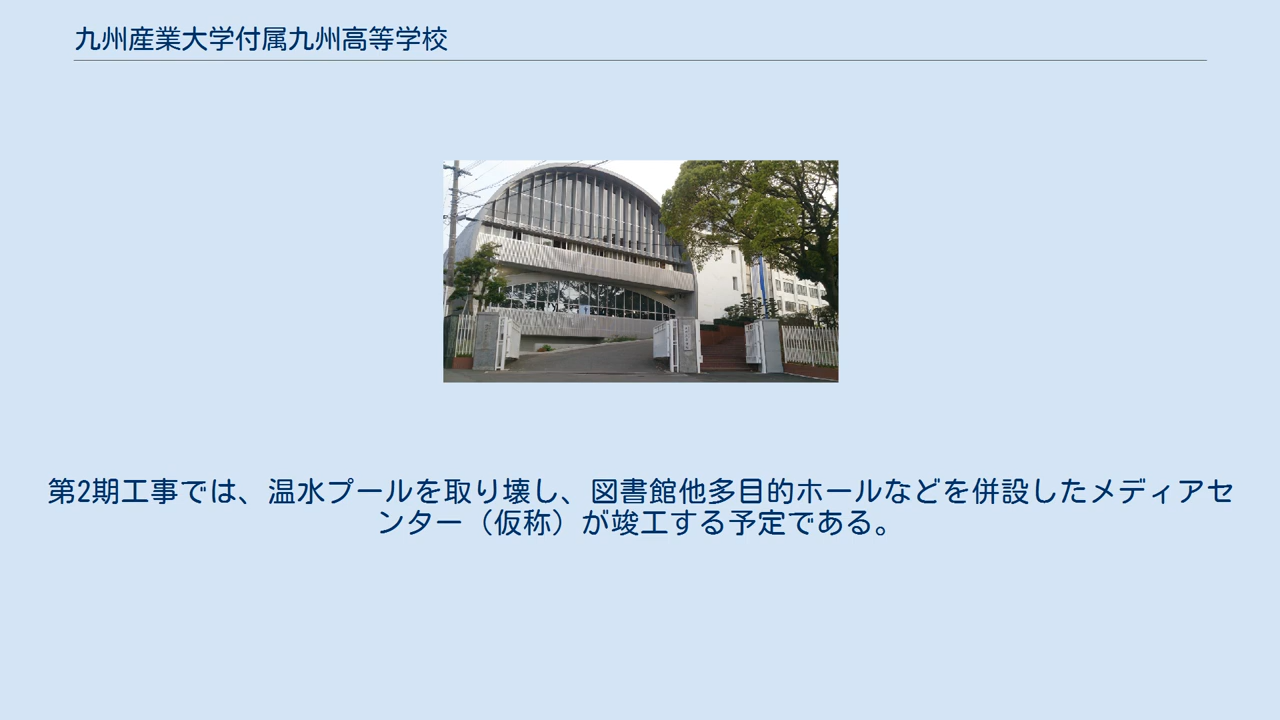 九州産業大学付属九州高等学校
第2期工事では、温水プールを取り壊し、図書館他多目的ホールなどを併設したメディアセ
ンター（仮称）が竣工する予定である。